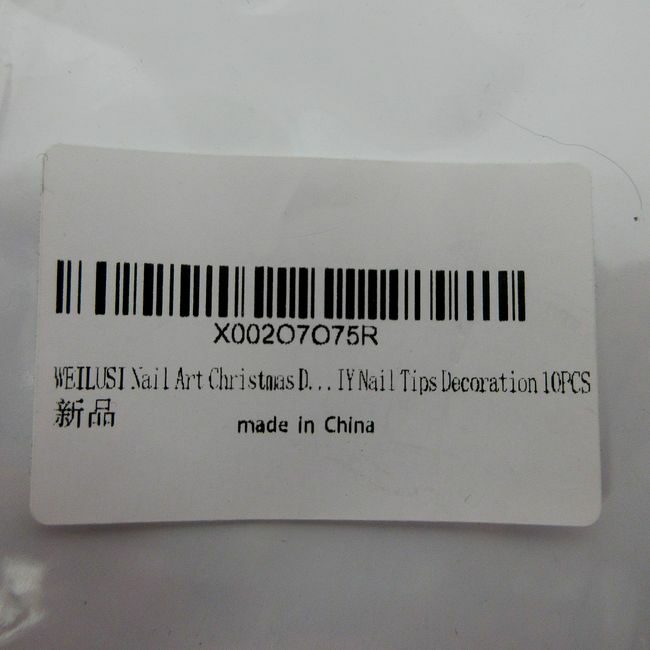 X002O7O75R
WEILUSI Nail Art Christmas D... IY Nail Tips Decoration 10PCS
新品
made in China